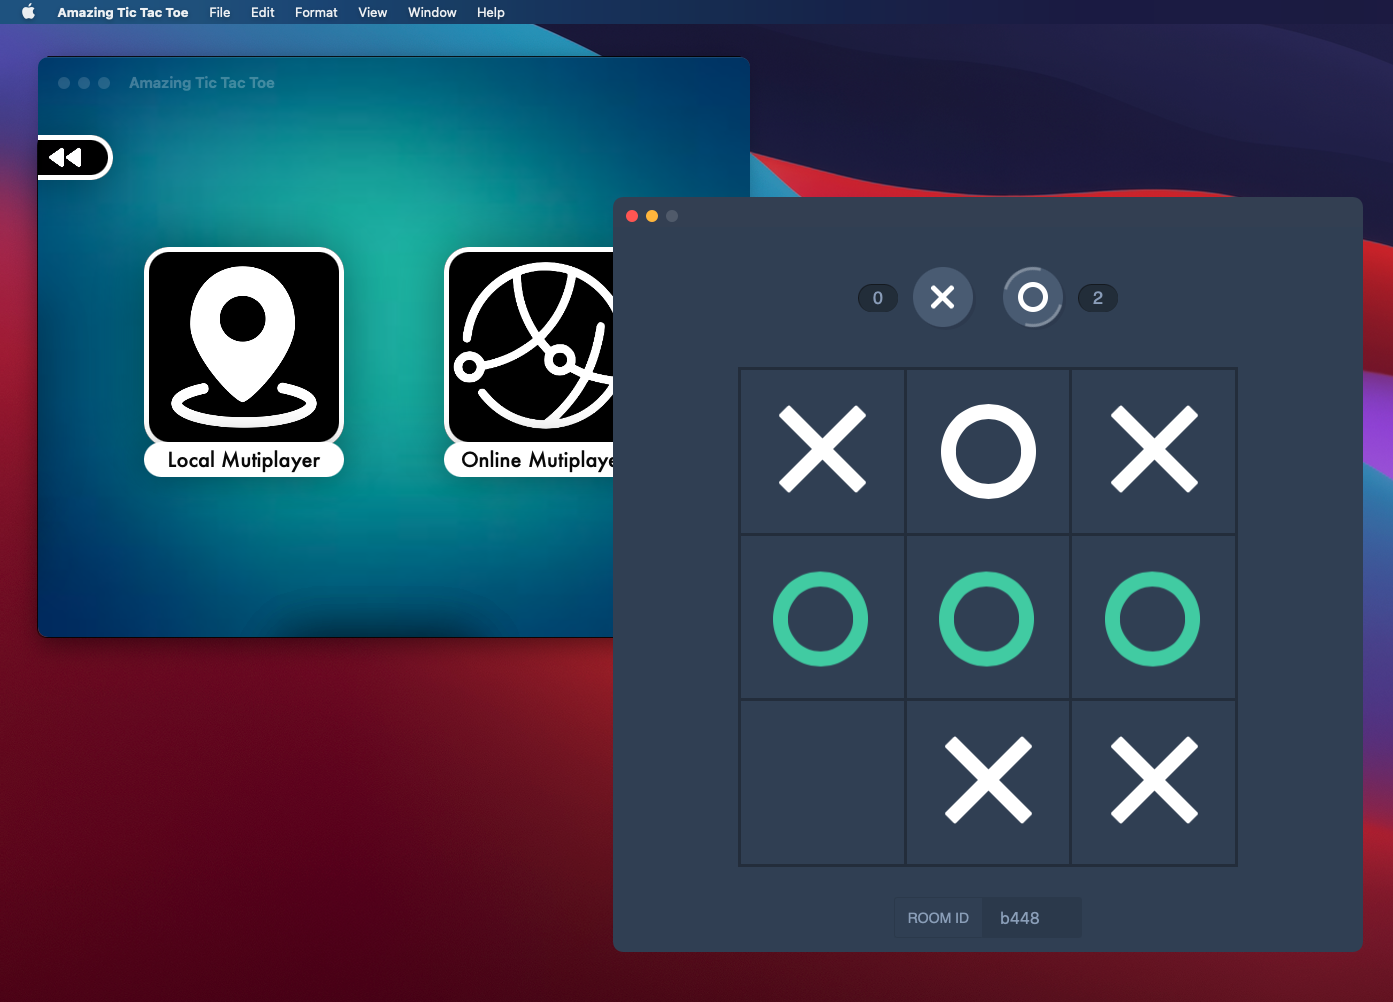 Amazing Tic Tac Toe File Edit Format View Window Help
Amazing Tic Tac Toe
Local Mutiplayer
Online Mutiplaye
0 2
ROOM ID b448